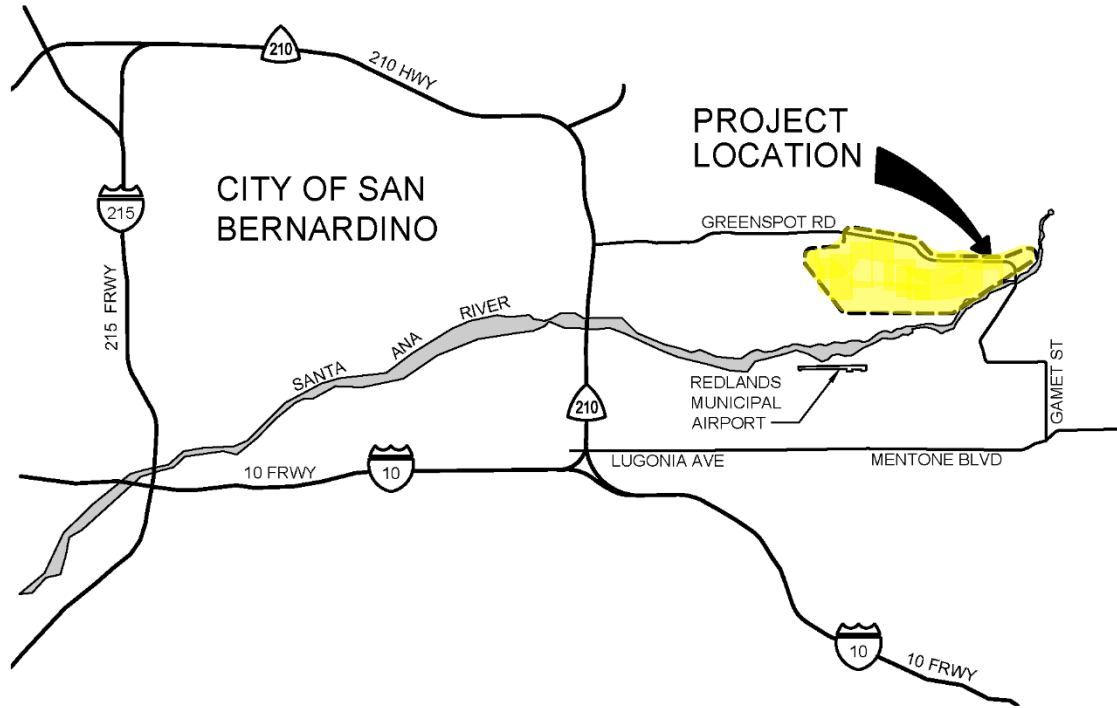 210
210 HWY
PROJECT
LOCATION
CITY OF SAN
BERNARDINO
215
GREENSPOT RD
215 FRWY
SANTA ANA RIVER
REDLANDS
MUNICIPAL
AIRPORT
210
GAMET ST
10 FRWY
10
LUGONIA AVE
MENTONE BLVD
10
10 FRWY